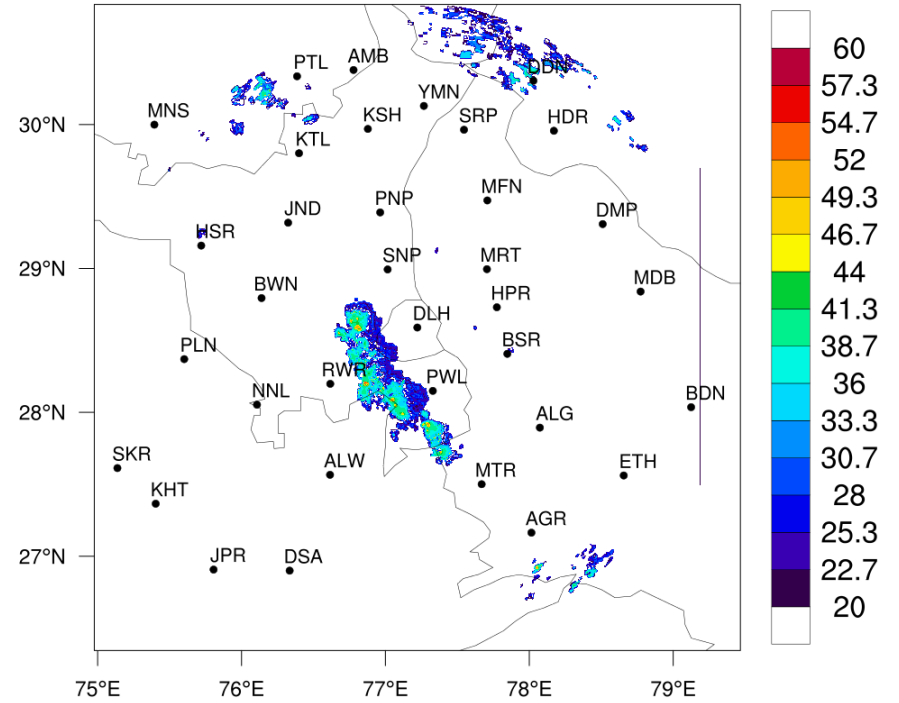 PTL
AMB
DDN
MNS
YMN
KSH
SRP
HDR
KTL
30°N
MFN
PNP
JND
DMP
HSR
SNP
MRT
29°N
MDB
BWN
HPR
DLH
BSR
PLN
RWR
PWL
NNL
BDN
28°N
ALG
SKR
ALW
ETH
MTR
KHT
AGR
27°N
JPR
DSA
75°E
76°E
77°E
78°E
79°E
60
57.3
54.7
52
49.3
46.7
44
41.3
38.7
36
33.3
30.7
28
25.3
22.7
20